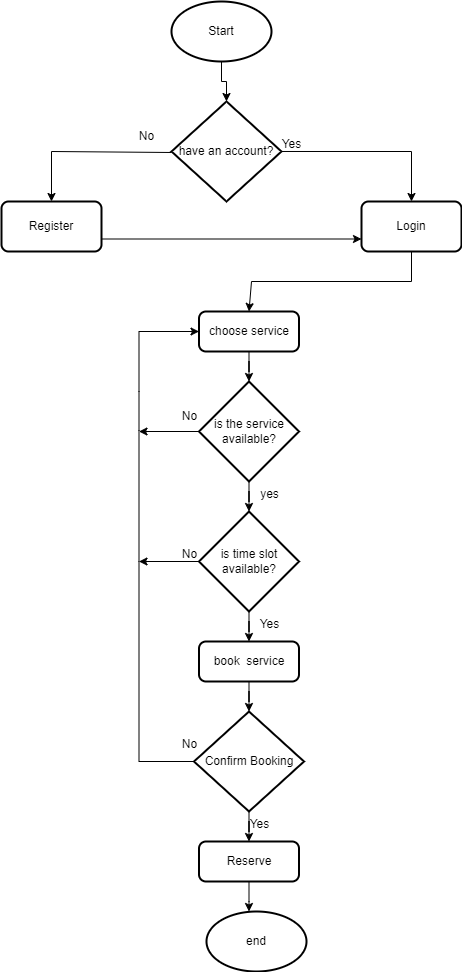 Start
No
have an account?
Yes
Register
Login
choose service
No
is the service
available?
yes
No
is time slot
available?
Yes
book  service
No
Confirm Booking
Yes
Reserve
end